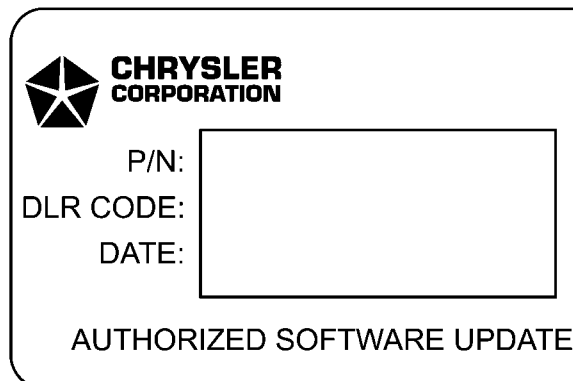 CHRYSLER
CORPORATION
P/N:
DLR CODE:
DATE:
AUTHORIZED SOFTWARE UPDATE